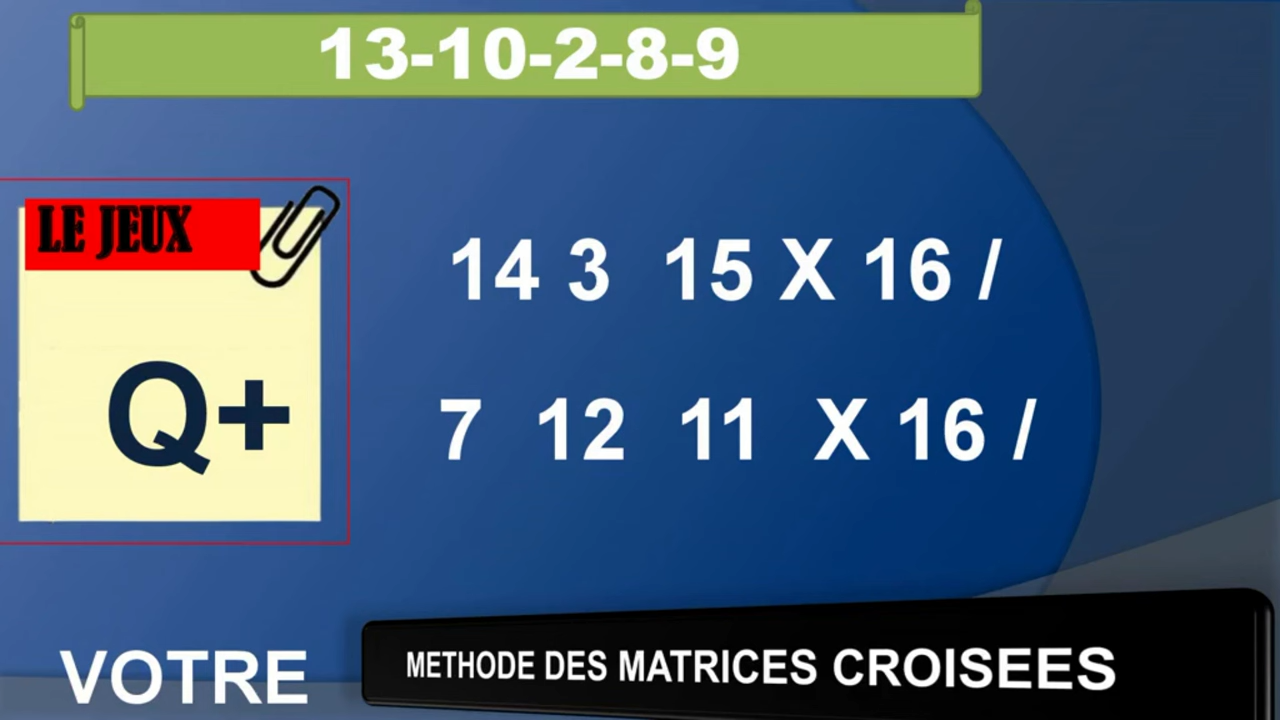 13-10-2-8-9
LE JEUX
Q+
14 3 15 X 16 /
7 12 11 X 16 /
VOTRE
METHODE DES MATRICES CROISEES